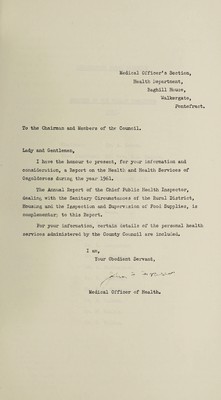 Medical Officer's Section,
Health Department,
Baghill House,
Walkergate,
Pontefract.
To the Chairman and Members of the Council.
Lady and Gentlemen,
I have the honour to present, for your information and
consideration, a Report on the Health and Health Services of
Osgoldcross during the year 1961.
The Annual Report of the Chief Public Health Inspector,
dealing with the Sanitary Circumstances of the Rural District,
Housing and the Inspection and Supervision of Food Supplies, is
complementary to this Report.
For your information, certain details of the personal health
services administered by the County Council are included.
I am,
Your Obedient Servant,
Medical Officer of Health.